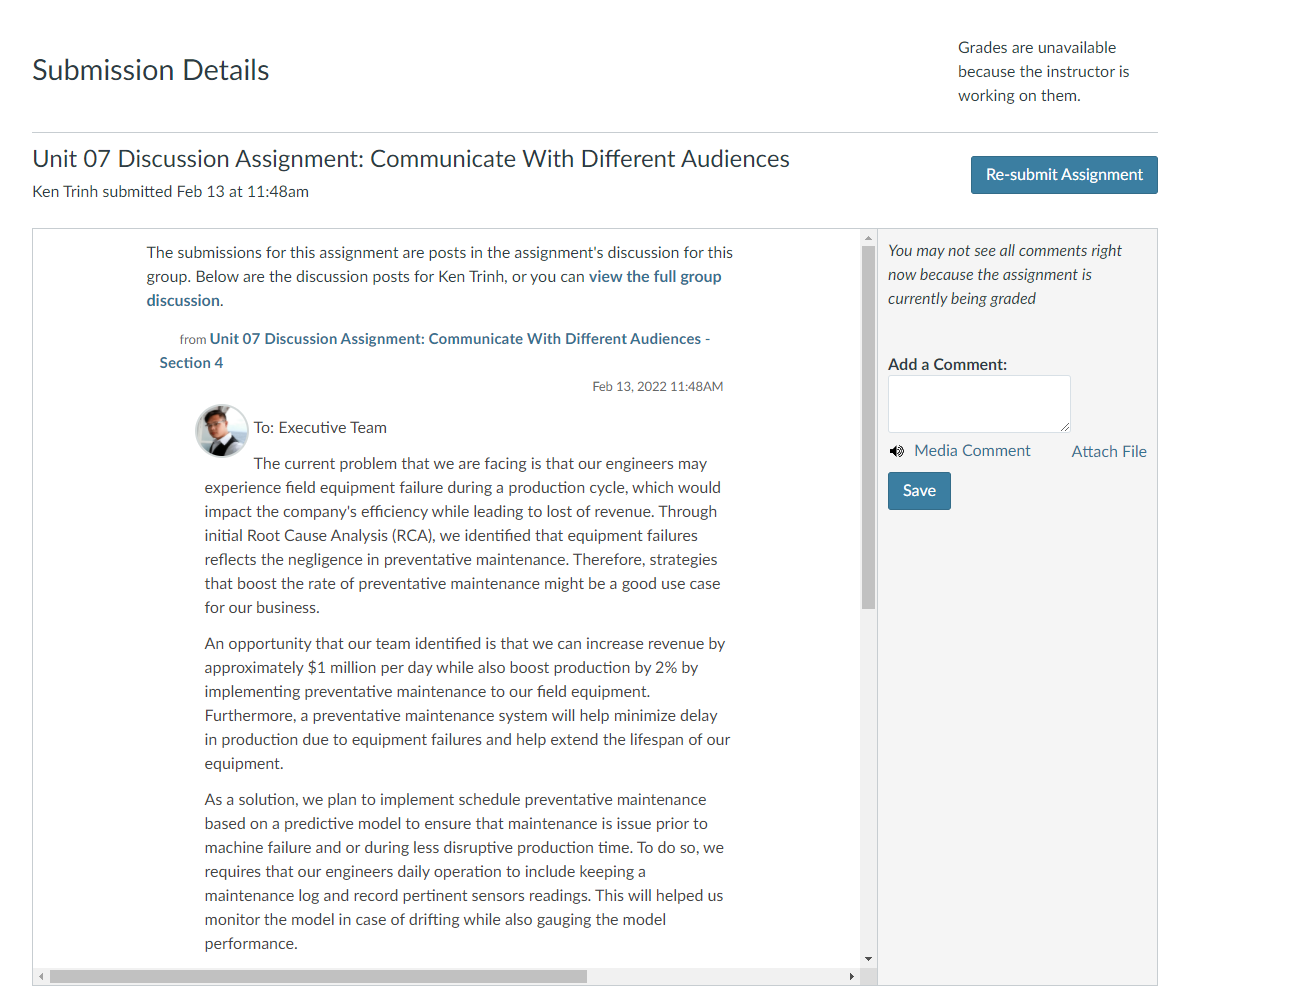 Submission Details
Grades are unavailable
because the instructor is
working on them.
Unit 07 Discussion Assignment: Communicate With Different Audiences
Ken Trinh submitted Feb 13 at 11:48am
Re-submit Assignment
The submissions for this assignment are posts in the assignment's discussion for this
group. Below are the discussion posts for Ken Trinh, or you can view the full group
discussion.
from Unit 07 Discussion Assignment: Communicate With Different Audiences -
Section 4
Feb 13, 2022 11:48AM
To: Executive Team
The current problem that we are facing is that our engineers may
experience field equipment failure during a production cycle, which would
impact the company's efficiency while leading to lost of revenue. Through
initial Root Cause Analysis (RCA), we identified that equipment failures
reflects the negligence in preventative maintenance. Therefore, strategies
that boost the rate of preventative maintenance might be a good use case
for our business.
An opportunity that our team identified is that we can increase revenue by
approximately $1 million per day while also boost production by 2% by
implementing preventative maintenance to our field equipment.
Furthermore, a preventative maintenance system will help minimize delay
in production due to equipment failures and help extend the lifespan of our
equipment.
As a solution, we plan to implement schedule preventative maintenance
based on a predictive model to ensure that maintenance is issue prior to
machine failure and or during less disruptive production time. To do so, we
requires that our engineers daily operation to include keeping a
maintenance log and record pertinent sensors readings. This will helped us
monitor the model in case of drifting while also gauging the model
performance.
You may not see all comments right
now because the assignment is
currently being graded
Add a Comment:
Media Comment
Attach File
Save